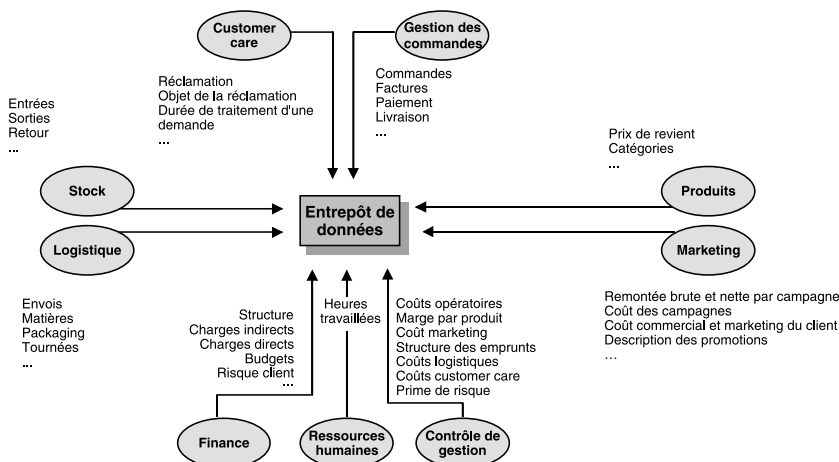 Customer
care
Gestion des
commandes
Réclamation
Objet de la réclamation
Durée de traitement d'une
demande
...
Commandes
Factures
Paiement
Livraison
...
Entrées
Sorties
Retour
...
Prix de revient
Catégories
...
Stock
Produits
Entrepôt de
données
Logistique
Marketing
Envois
Matières
Packaging
Tournées
...
Structure
Charges indirects
Charges directs
Budgets
Risque client
...
Heures
travaillées
Coûts opératoires
Marge par produit
Coût marketing
Structure des emprunts
Coûts logistiques
Coûts customer care
Prime de risque
Remontée brute et nette par campagne
Coût des campagnes
Coût commercial et marketing du client
Description des promotions
...
Finance
Ressources
humaines
Contrôle de
gestion